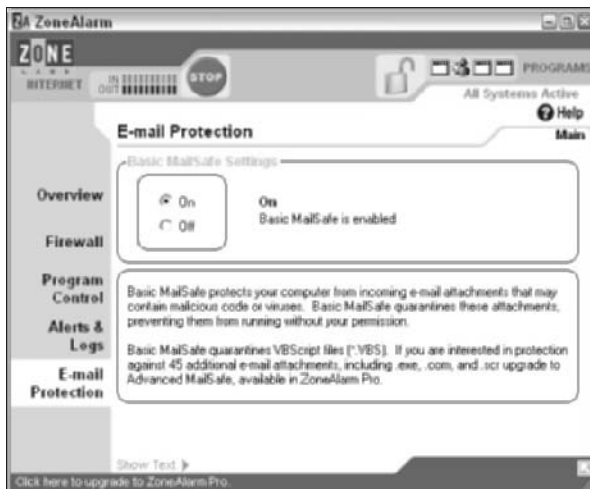 ZA ZoneAlarm
ZONE
LABS
INTERNET
IN
OUT
STOP
PROGRAMS
All Systems Active
Help
E-mail Protection
Main
Basic MailSafe Settings
On
Off
On
Basic MailSafe is enabled
Overview
Firewall
Program
Control
Alerts &
Logs
E-mail
Protection
Basic MailSafe protects your computer from incoming e-mail attachments that may
contain malicious code or viruses. Basic MailSafe quarantines these attachments,
preventing them from running without your permission.
Basic MailSafe quarantines VBScript files (*.VBS). If you are interested in protection
against 45 additional e-mail attachments, including .exe, .com, and .scr upgrade to
Advanced MailSafe, available in ZoneAlarm Pro.
Show Text
Click here to upgrade to ZoneAlarm Pro.